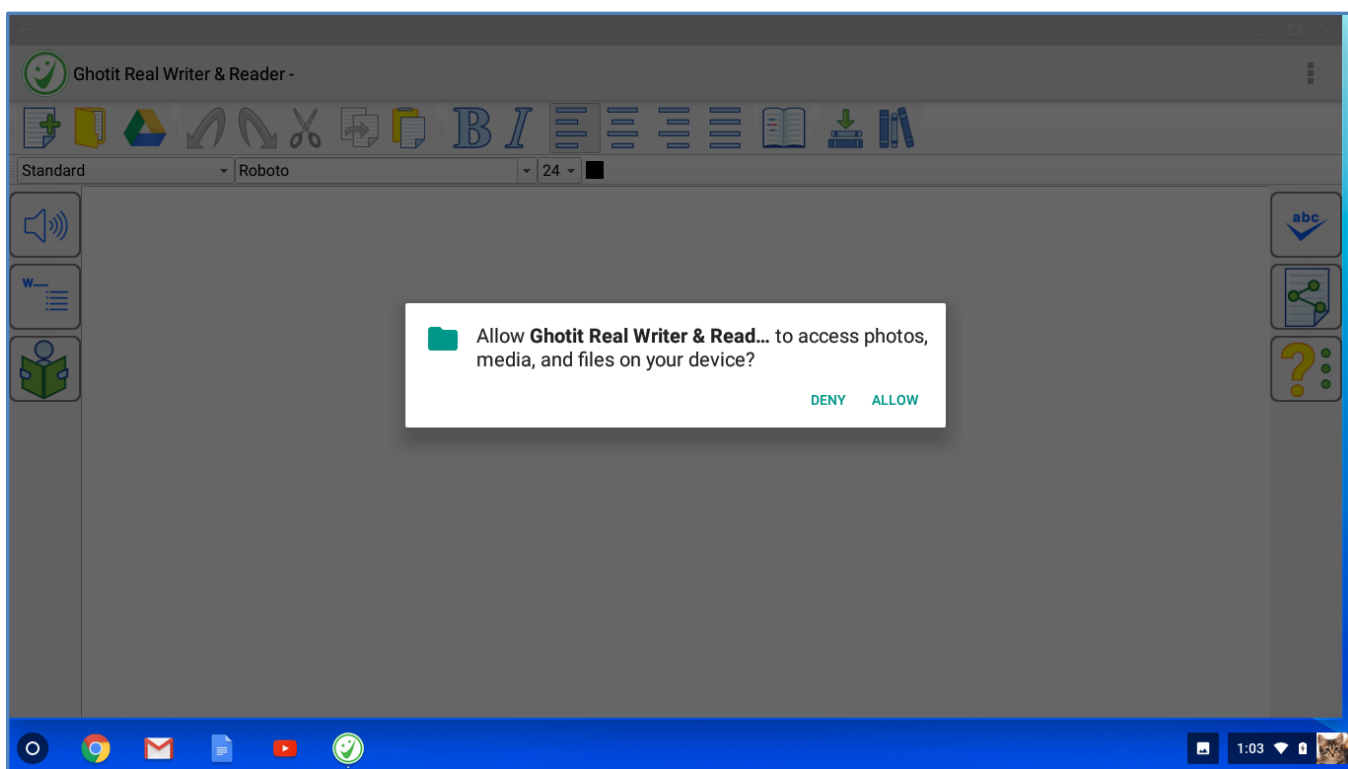 Ghotit Real Writer & Reader -
B I
Standard Roboto 24
abc
W
Allow Ghotit Real Writer & Read... to access photos,
media, and files on your device?
DENY ALLOW
1:03